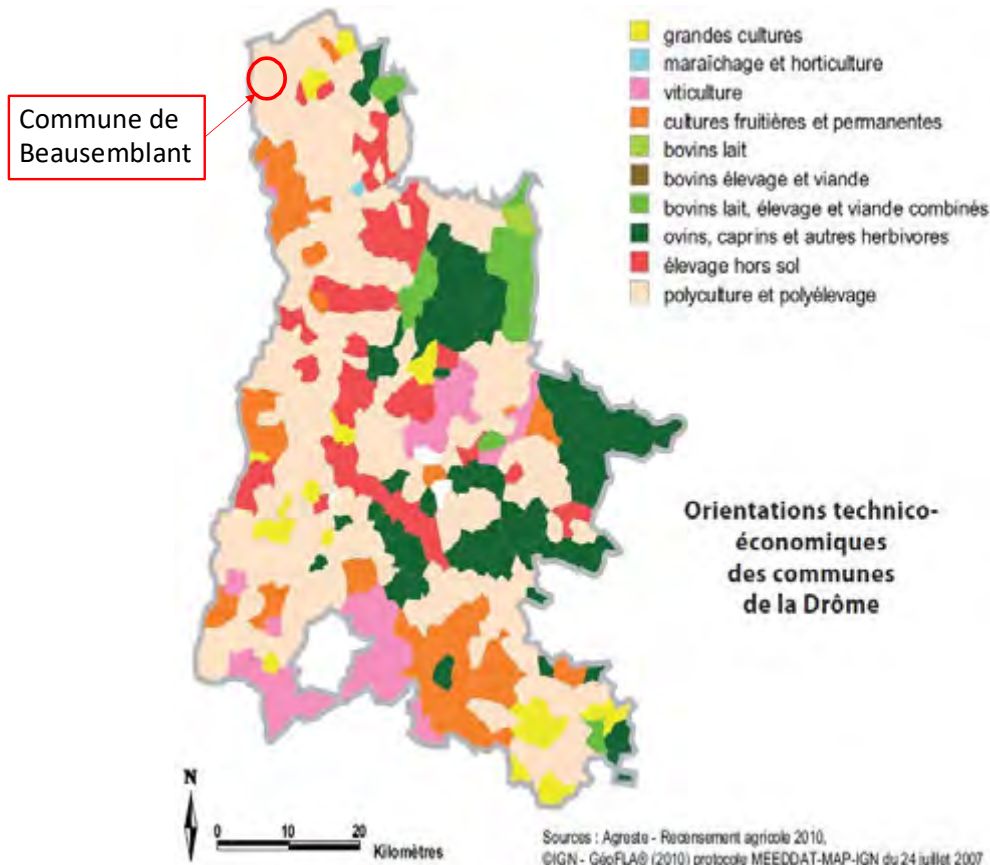 Commune de
Beausemblant
grandes cultures
maraîchage et horticulture
viticulture
cultures fruitières et permanentes
bovins lait
bovins élevage et viande
bovins lait, élevage et viande combinés
ovins, caprins et autres herbivores
élevage hors sol
polyculture et polyélevage
Orientations technico-
économiques
des communes
de la Drôme
N
0 10 20
Kilomètres
Sources : Agreste - Recensement agricole 2010,
©IGN - GéoFLA® (2010) protocole MEEDDAT-MAP-IGN du 24 juillet 2007